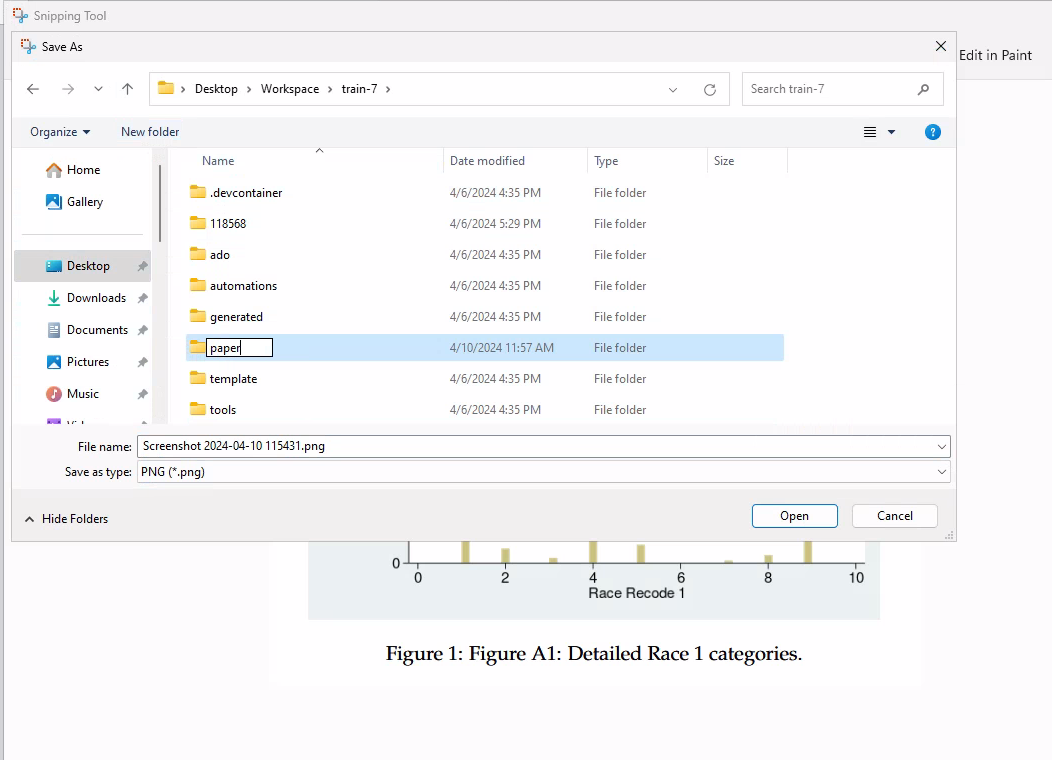 Snipping Tool
Save As
Edit in Paint
Desktop > Workspace > train-7 >
Search train-7
Organize
New folder
?
Name Date modified Type Size
Home
Gallery
Desktop
Downloads
Documents
Pictures
Music
.devcontainer 4/6/2024 4:35 PM File folder
118568 4/6/2024 5:29 PM File folder
ado 4/6/2024 4:35 PM File folder
automations 4/6/2024 4:35 PM File folder
generated 4/6/2024 4:35 PM File folder
paper 4/10/2024 11:57 AM File folder
template 4/6/2024 4:35 PM File folder
tools 4/6/2024 4:35 PM File folder
File name: Screenshot 2024-04-10 115431.png
Save as type: PNG (*.png)
Hide Folders
Open
Cancel
0
0 2 4 6 8 10
Race Recode 1
Figure 1: Figure A1: Detailed Race 1 categories.